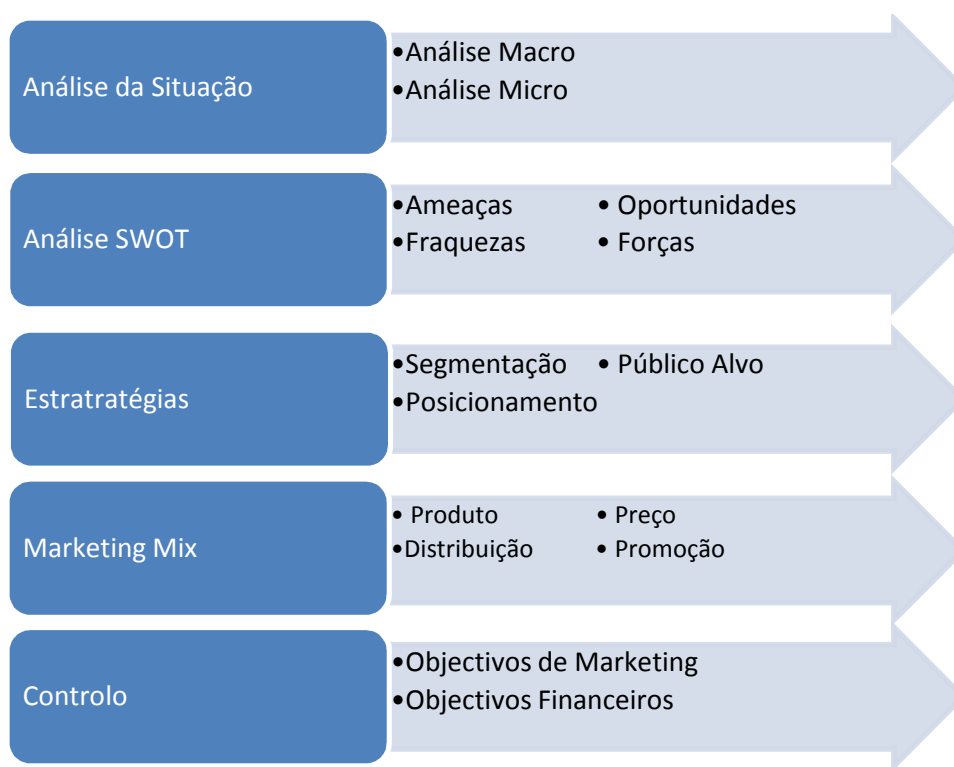 Análise da Situação
•Análise Macro
•Análise Micro
Análise SWOT
•Ameaças • Oportunidades
•Fraquezas • Forças
Estratratégias
•Segmentação • Público Alvo
•Posicionamento
Marketing Mix
• Produto • Preço
•Distribuição • Promoção
Controlo
•Objectivos de Marketing
•Objectivos Financeiros